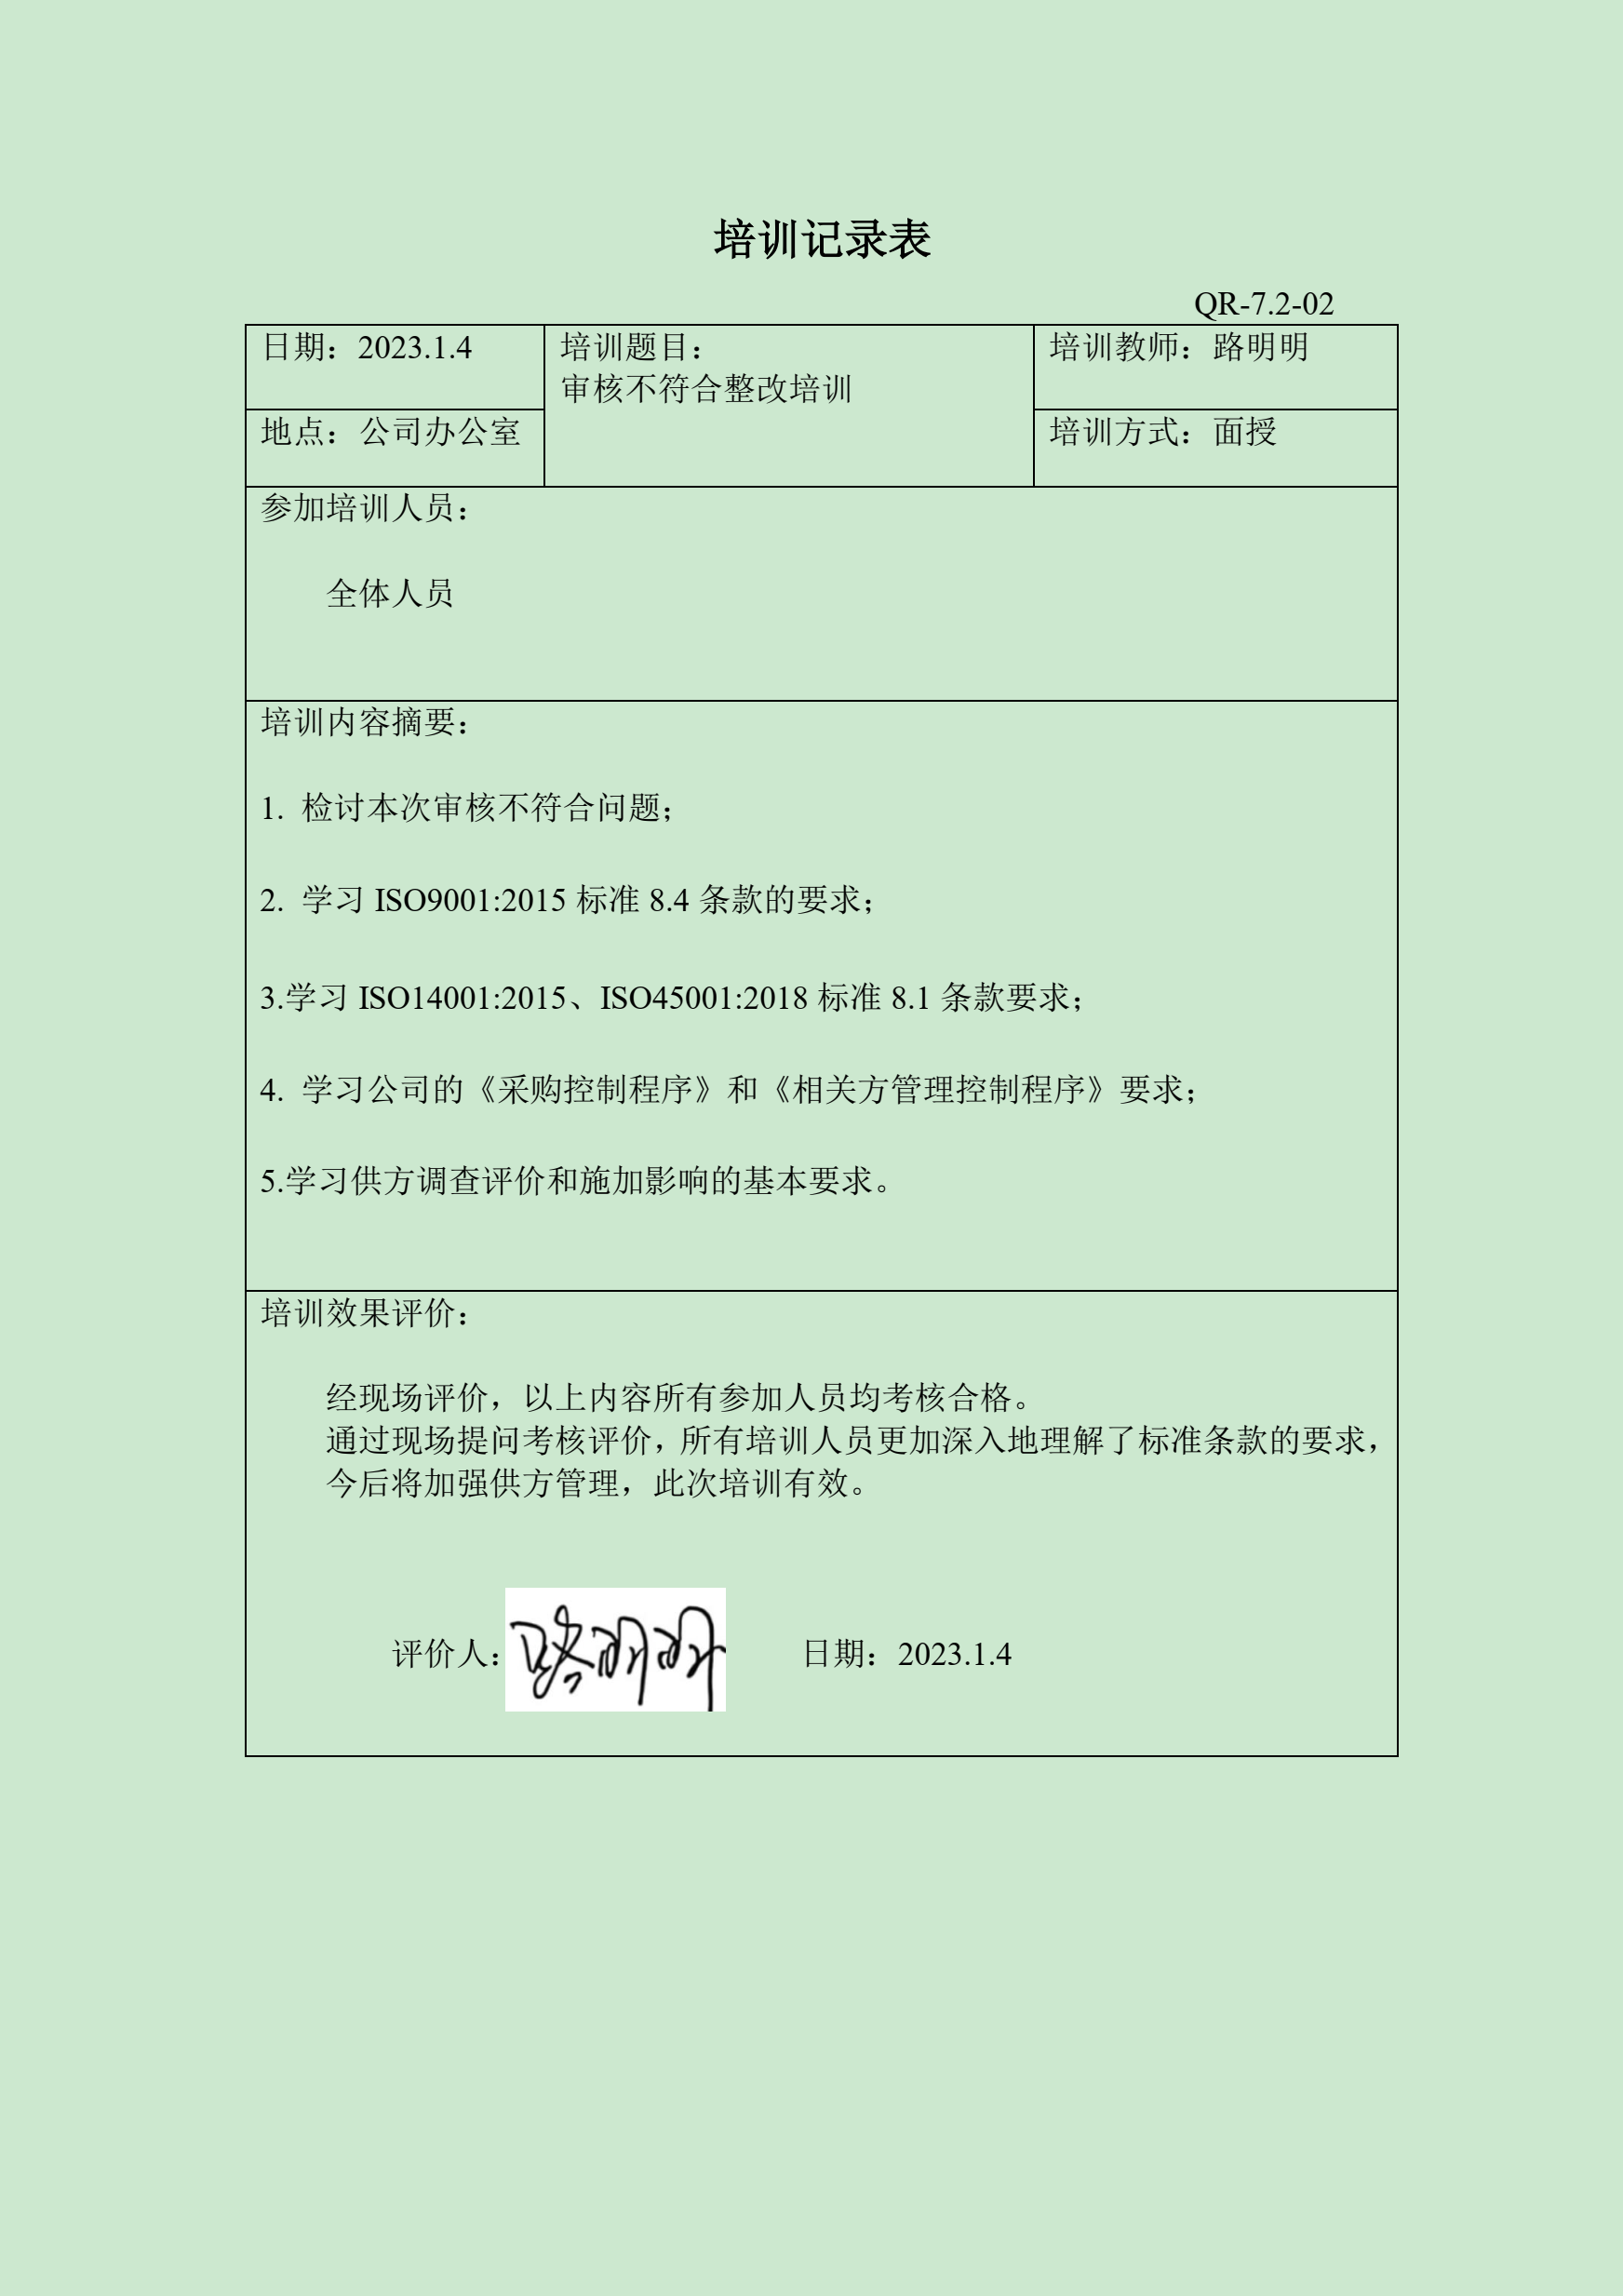 培训记录表
QR-7.2-02
日期：2023.1.4
培训题目：
审核不符合整改培训
培训教师：路明明
地点：公司办公室
培训方式：面授
参加培训人员：
全体人员
培训内容摘要：
1. 检讨本次审核不符合问题；
2. 学习 ISO9001:2015 标准 8.4 条款的要求；
3.学习 ISO14001:2015、ISO45001:2018 标准 8.1 条款要求；
4. 学习公司的《采购控制程序》和《相关方管理控制程序》要求；
5.学习供方调查评价和施加影响的基本要求。
培训效果评价：
经现场评价，以上内容所有参加人员均考核合格。
通过现场提问考核评价，所有培训人员更加深入地理解了标准条款的要求，
今后将加强供方管理，此次培训有效。
评价人：路明明 日期：2023.1.4